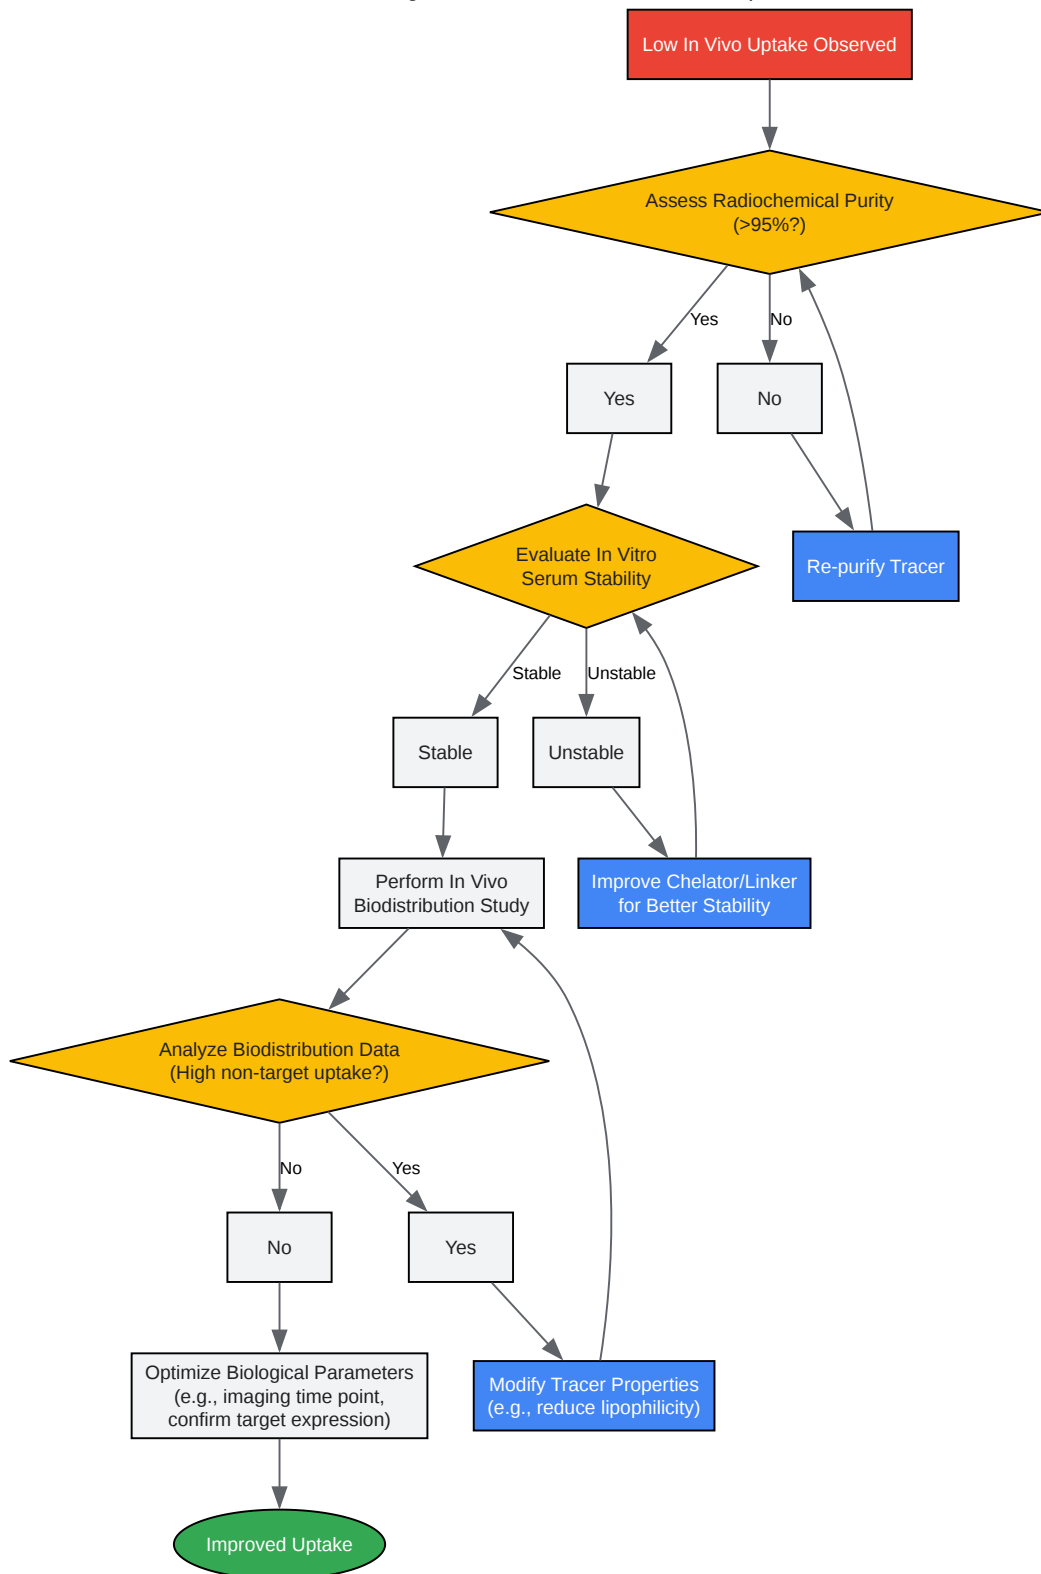 Low In Vivo Uptake Observed
Assess Radiochemical Purity
(>95%?)
Yes
No
Yes
No
Evaluate In Vitro
Serum Stability
Re-purify Tracer
Stable
Unstable
Stable
Unstable
Perform In Vivo
Biodistribution Study
Improve Chelator/Linker
for Better Stability
Analyze Biodistribution Data
(High non-target uptake?)
No
Yes
No
Yes
Optimize Biological Parameters
(e.g., imaging time point,
confirm target expression)
Modify Tracer Properties
(e.g., reduce lipophilicity)
Improved Uptake